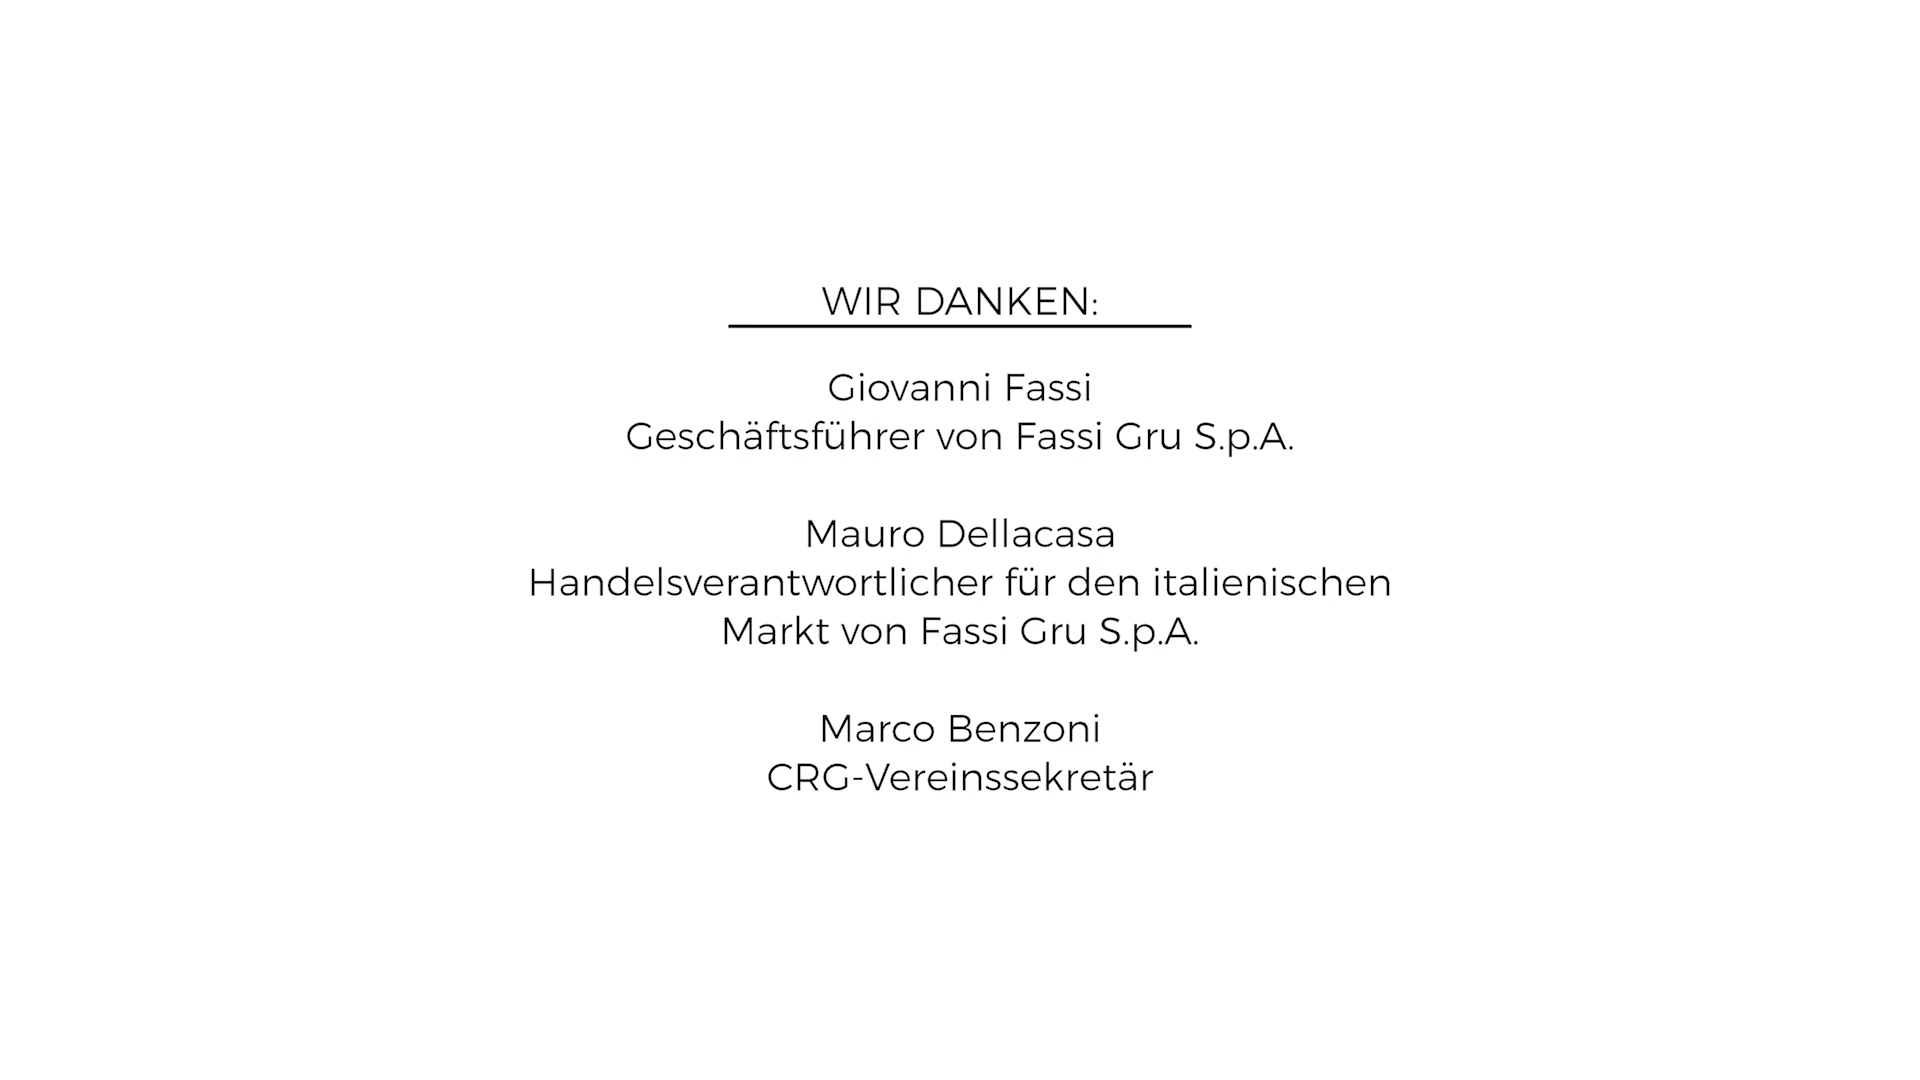 WIR DANKEN:
Giovanni Fassi
Geschäftsführer von Fassi Gru S.p.A.
Mauro Dellacasa
Handelsverantwortlicher für den italienischen
Markt von Fassi Gru S.p.A.
Marco Benzoni
CRG-Vereinssekretär